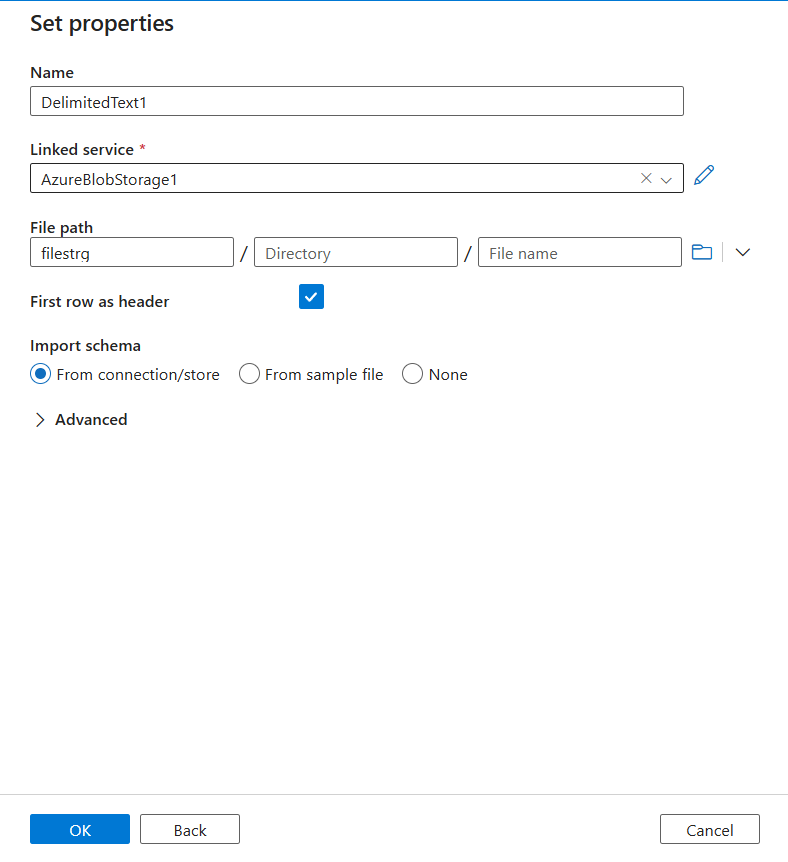 Set properties
Name
DelimitedText1
Linked service *
AzureBlobStorage1
File path
filestrg / Directory / File name
First row as header
Import schema
From connection/store From sample file None
Advanced
OK Back Cancel